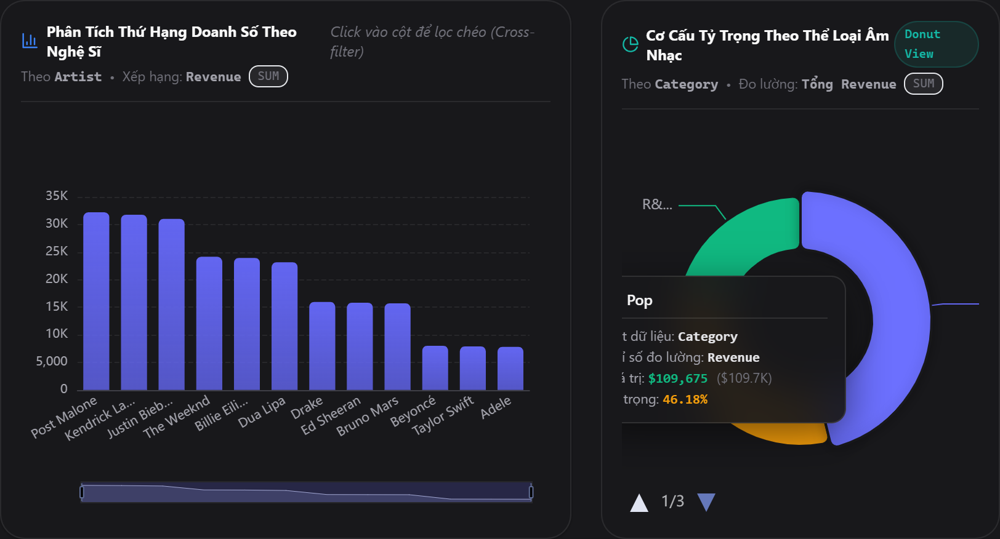 Phân Tích Thứ Hạng Doanh Số Theo
Nghệ Sĩ
Click vào cột để lọc chéo (Cross-
filter)
Theo Artist • Xếp hạng: Revenue SUM
35K
30K
25K
20K
15K
10K
5,000
0
Post Malone
Kendrick La...
Justin Bieb...
The Weeknd
Billie Eili...
Dua Lipa
Drake
Ed Sheeran
Bruno Mars
Beyoncé
Taylor Swift
Adele
Cơ Cấu Tỷ Trọng Theo Thể Loại Âm
Nhạc
Donut
View
Theo Category • Đo lường: Tổng Revenue SUM
R&...
Pop
t dữ liệu: Category
ỉ số đo lường: Revenue
á trị: $109,675 ($109.7K)
trọng: 46.18%
1/3